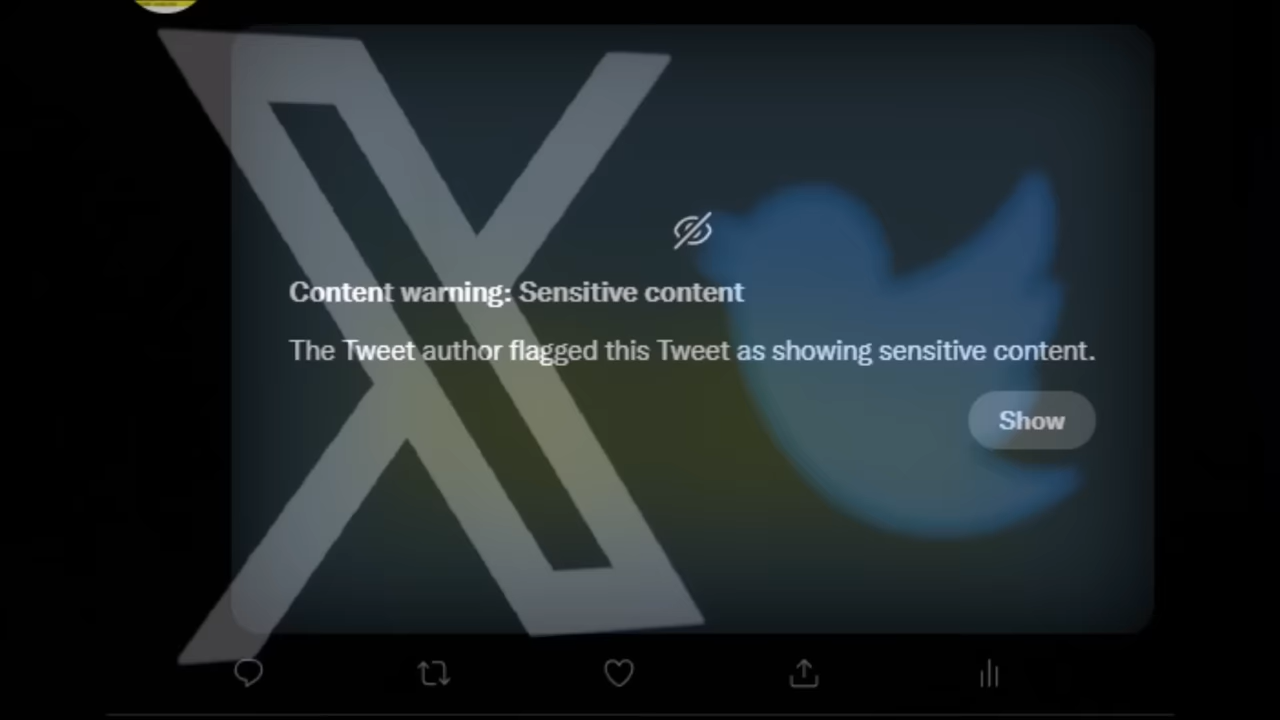 Content warning: Sensitive content
The Tweet author flagged this Tweet as showing sensitive content.
Show